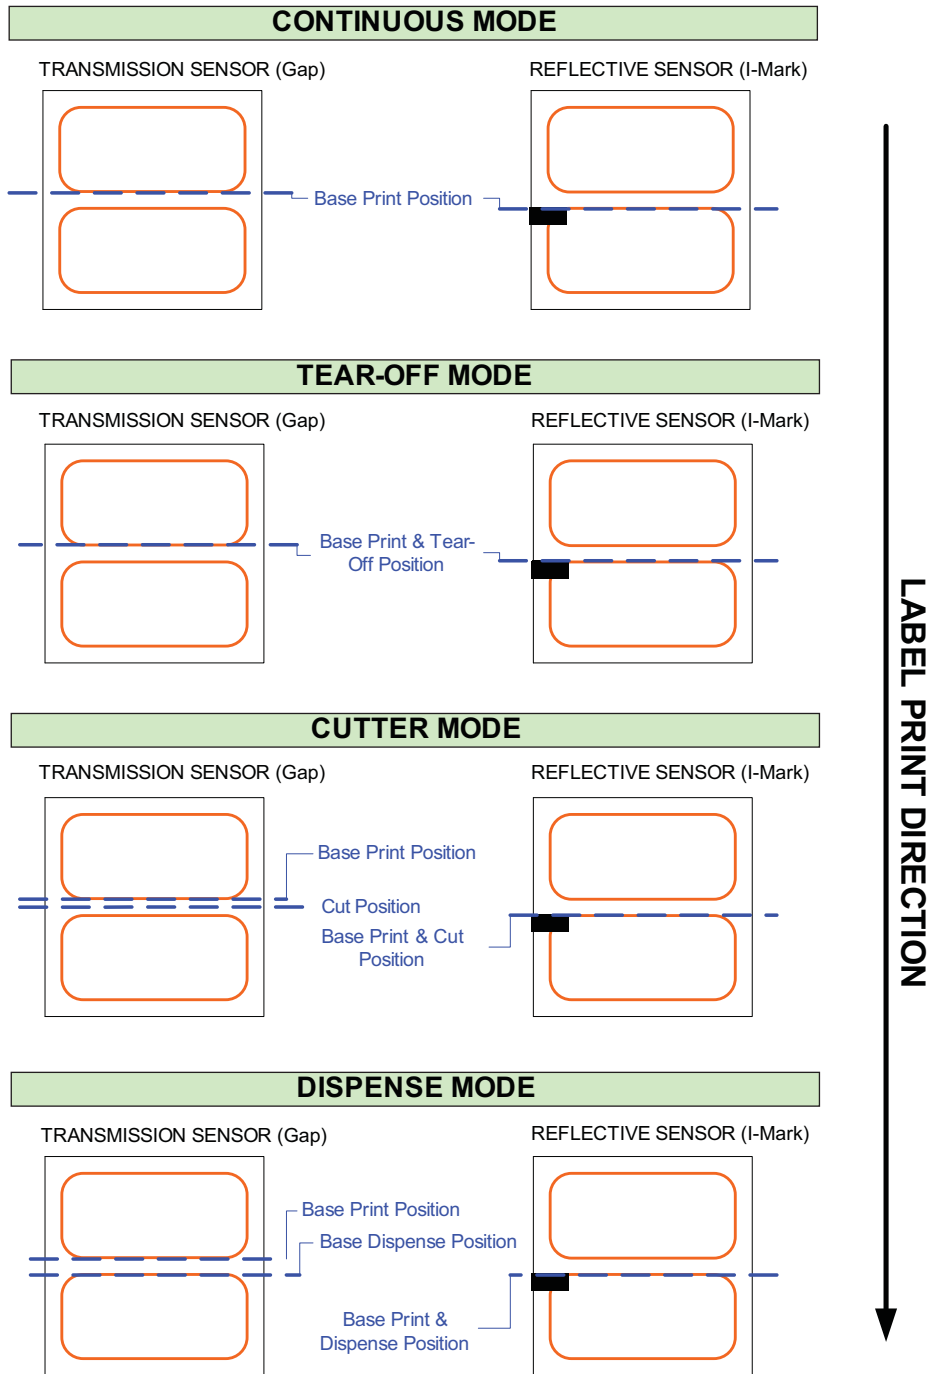 CONTINUOUS MODE
TRANSMISSION SENSOR (Gap)
REFLECTIVE SENSOR (I-Mark)
Base Print Position
TEAR-OFF MODE
TRANSMISSION SENSOR (Gap)
REFLECTIVE SENSOR (I-Mark)
Base Print & Tear-
Off Position
CUTTER MODE
TRANSMISSION SENSOR (Gap)
REFLECTIVE SENSOR (I-Mark)
Base Print Position
Cut Position
Base Print & Cut
Position
DISPENSE MODE
TRANSMISSION SENSOR (Gap)
REFLECTIVE SENSOR (I-Mark)
Base Print Position
Base Dispense Position
Base Print &
Dispense Position
LABEL PRINT DIRECTION